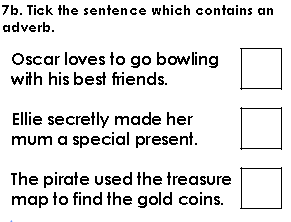 7b. Tick the sentence which contains an
adverb.
Oscar loves to go bowling
with his best friends.
Ellie secretly made her
mum a special present.
The pirate used the treasure
map to find the gold coins.